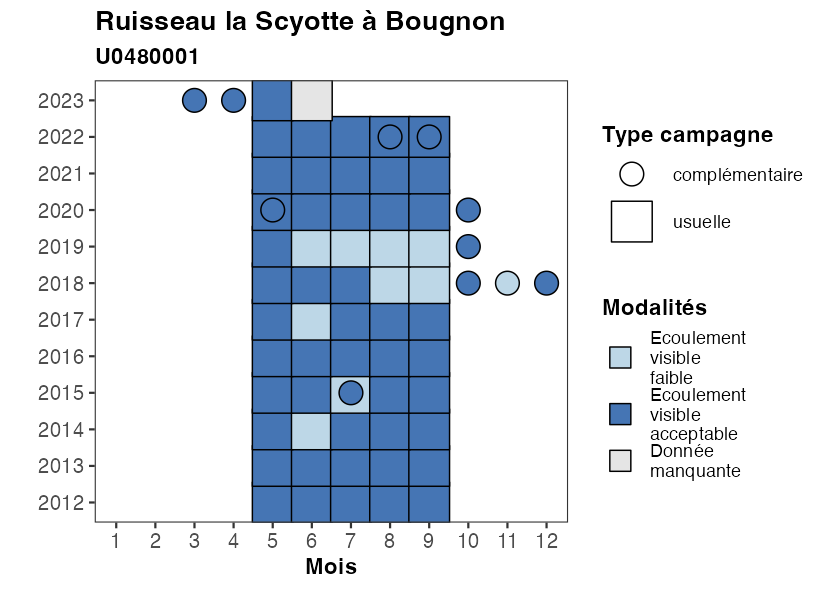 Ruisseau la Scyotte à Bougnon
U0480001
2023
2022
2021
2020
2019
2018
2017
2016
2015
2014
2013
2012
1 2 3 4 5 6 7 8 9 10 11 12
Mois
Type campagne
complémentaire
usuelle
Modalités
Ecoulement
visible
faible
Ecoulement
visible
acceptable
Donnée
manquante